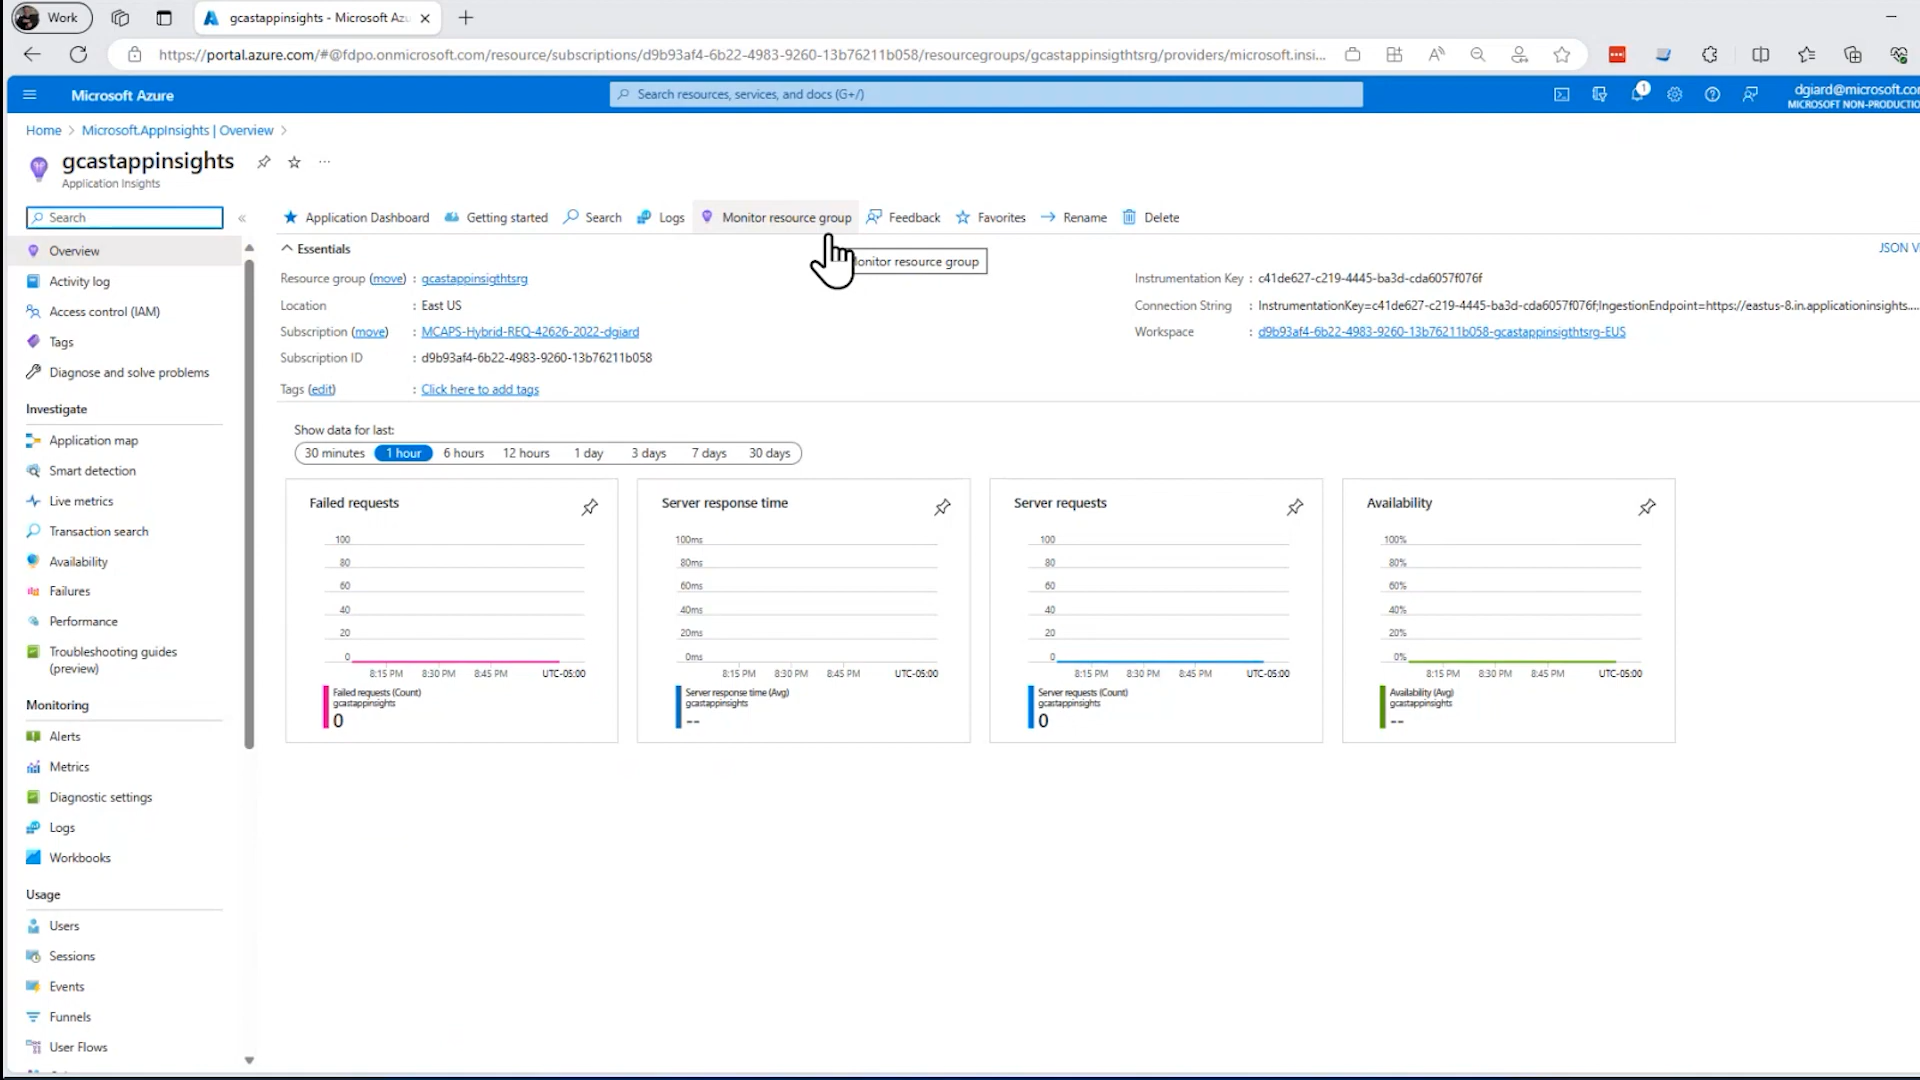 Work
gcastappinsights - Microsoft Azu
https://portal.azure.com/#@fdpo.onmicrosoft.com/resource/subscriptions/d9b93af4-6b22-4983-9260-13b76211b058/resourcegroups/gcastappinsigthtsrg/providers/microsoft.insi...
Microsoft Azure
Search resources, services, and docs (G+/)
1
dgiard@microsoft.com
MICROSOFT NON-PRODUCTIO
Home > Microsoft.AppInsights | Overview >
gcastappinsights
Application Insights
Search
Application Dashboard Getting started Search Logs Monitor resource group Feedback Favorites Rename Delete
Essentials
JSON V
onitor resource group
Resource group (move) : gcastappinsigthtsrg
Location : East US
Subscription (move) : MCAPS-Hybrid-REQ-42626-2022-dgiard
Subscription ID : d9b93af4-6b22-4983-9260-13b76211b058
Tags (edit) : Click here to add tags
Instrumentation Key : c41de627-c219-4445-ba3d-cda6057f076f
Connection String : InstrumentationKey=c41de627-c219-4445-ba3d-cda6057f076f;IngestionEndpoint=https://eastus-8.in.applicationinsights....
Workspace : d9b93af4-6b22-4983-9260-13b76211b058-gcastappinsigthtsrg-EUS
Overview
Activity log
Access control (IAM)
Tags
Diagnose and solve problems
Investigate
Application map
Smart detection
Live metrics
Transaction search
Availability
Failures
Performance
Troubleshooting guides
(preview)
Monitoring
Alerts
Metrics
Diagnostic settings
Logs
Workbooks
Usage
Users
Sessions
Events
Funnels
User Flows
Show data for last:
30 minutes 1 hour 6 hours 12 hours 1 day 3 days 7 days 30 days
Failed requests
100
80
60
40
20
0
8:15 PM 8:30 PM 8:45 PM UTC-05:00
Failed requests (Count)
gcastappinsights
0
Server response time
100ms
80ms
60ms
40ms
20ms
0ms
8:15 PM 8:30 PM 8:45 PM UTC-05:00
Server response time (Avg)
gcastappinsights
--
Server requests
100
80
60
40
20
0
8:15 PM 8:30 PM 8:45 PM UTC-05:00
Server requests (Count)
gcastappinsights
0
Availability
100%
80%
60%
40%
20%
0%
8:15 PM 8:30 PM 8:45 PM UTC-05:00
Availability (Avg)
gcastappinsights
--